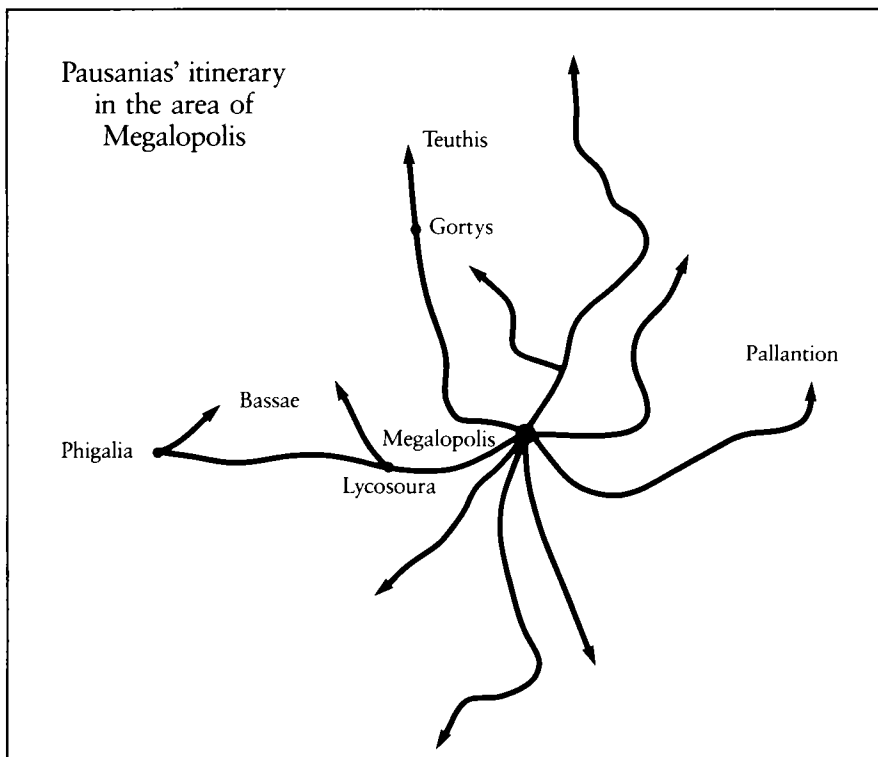 Pausanias' itinerary
in the area of
Megalopolis
Teuthis
Gortys
Pallantion
Bassae
Megalopolis
Phigalia
Lycosoura